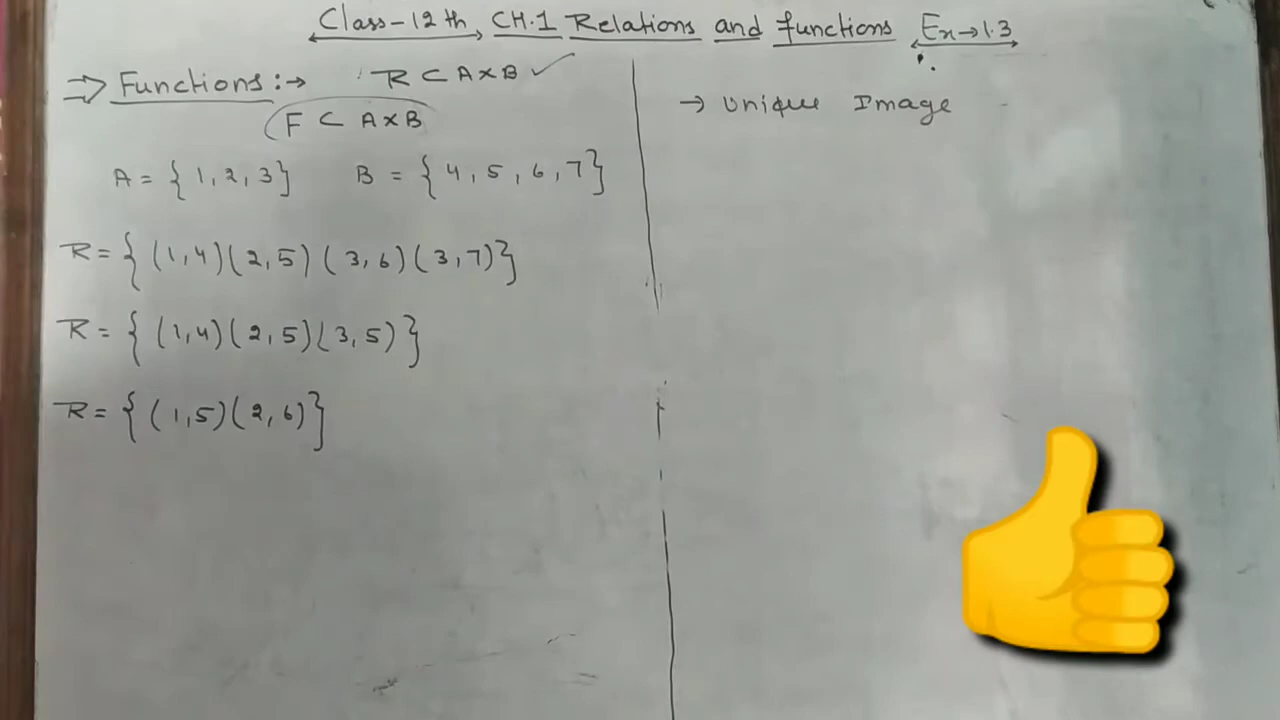 Class-12th CH.1 Relations and functions Ex→1.3
⇒ Functions:→ R ⊂ A×B ✓
F ⊂ A×B
A = {1, 2, 3} B = {4, 5, 6, 7}
R = {(1,4)(2,5)(3,6)(3,7)}
R = {(1,4)(2,5)(3,5)}
R = {(1,5)(2,6)}
→ Unique Image